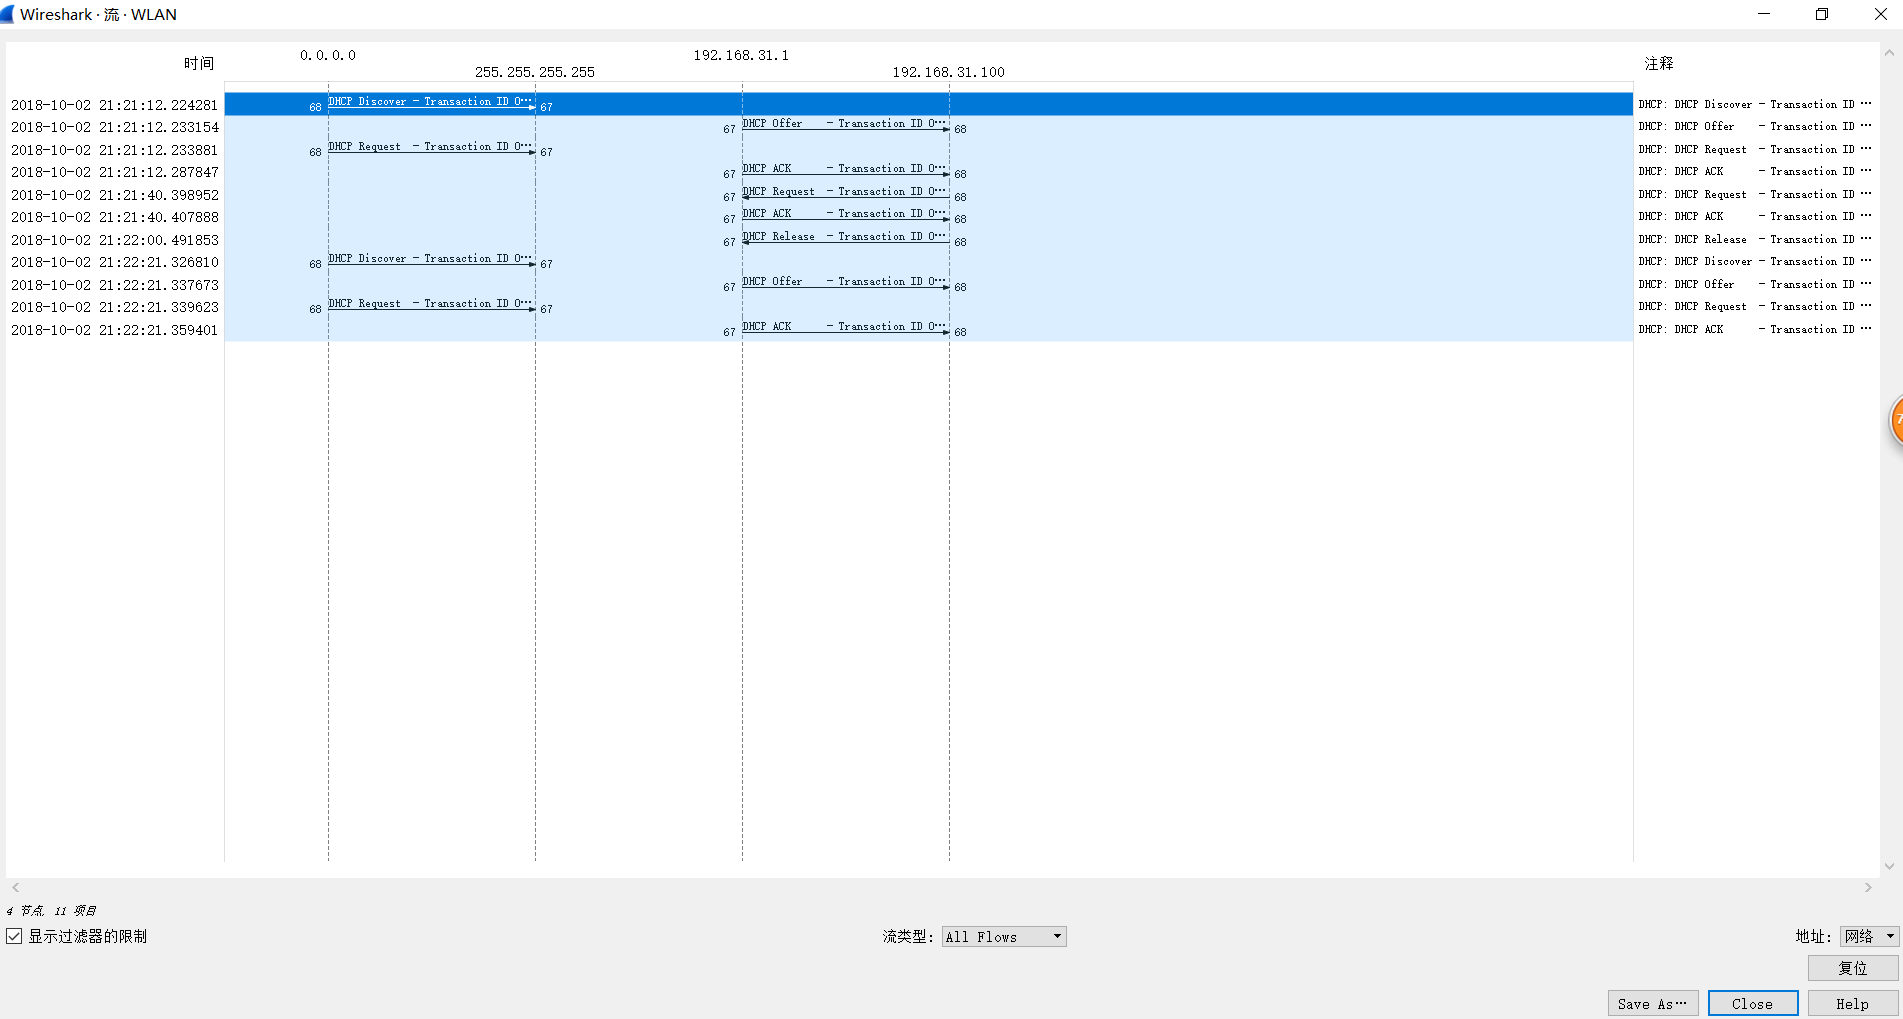 Wireshark · 流 · WLAN
时间 0.0.0.0 192.168.31.1 注释
255.255.255.255 192.168.31.100
2018-10-02 21:21:12.224281 68 DHCP Discover - Transaction ID 0… 67 DHCP: DHCP Discover - Transaction ID …
2018-10-02 21:21:12.233154 67 DHCP Offer - Transaction ID 0… 68 DHCP: DHCP Offer - Transaction ID …
2018-10-02 21:21:12.233881 68 DHCP Request - Transaction ID 0… 67 DHCP: DHCP Request - Transaction ID …
2018-10-02 21:21:12.287847 67 DHCP ACK - Transaction ID 0… 68 DHCP: DHCP ACK - Transaction ID …
2018-10-02 21:21:40.398952 67 DHCP Request - Transaction ID 0… 68 DHCP: DHCP Request - Transaction ID …
2018-10-02 21:21:40.407888 67 DHCP ACK - Transaction ID 0… 68 DHCP: DHCP ACK - Transaction ID …
2018-10-02 21:22:00.491853 67 DHCP Release - Transaction ID 0… 68 DHCP: DHCP Release - Transaction ID …
2018-10-02 21:22:21.326810 68 DHCP Discover - Transaction ID 0… 67 DHCP: DHCP Discover - Transaction ID …
2018-10-02 21:22:21.337673 67 DHCP Offer - Transaction ID 0… 68 DHCP: DHCP Offer - Transaction ID …
2018-10-02 21:22:21.339623 68 DHCP Request - Transaction ID 0… 67 DHCP: DHCP Request - Transaction ID …
2018-10-02 21:22:21.359401 67 DHCP ACK - Transaction ID 0… 68 DHCP: DHCP ACK - Transaction ID …
4 节点, 11 项目
显示过滤器的限制 流类型: All Flows 地址: 网络
复位
Save As… Close Help